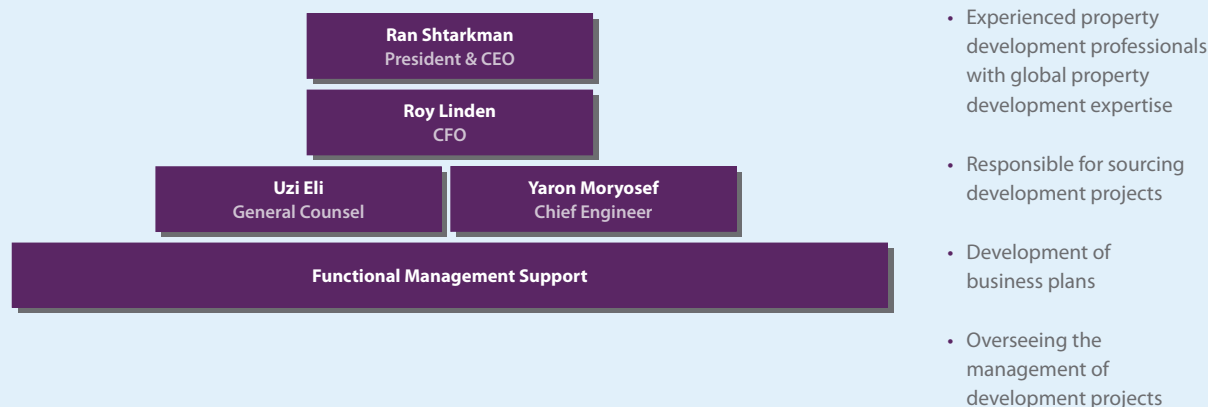 Ran Shtarkman
President & CEO
Roy Linden
CFO
Uzi Eli
General Counsel
Yaron Moryosef
Chief Engineer
Functional Management Support
• Experienced property
development professionals
with global property
development expertise
• Responsible for sourcing
development projects
• Development of
business plans
• Overseeing the
management of
development projects